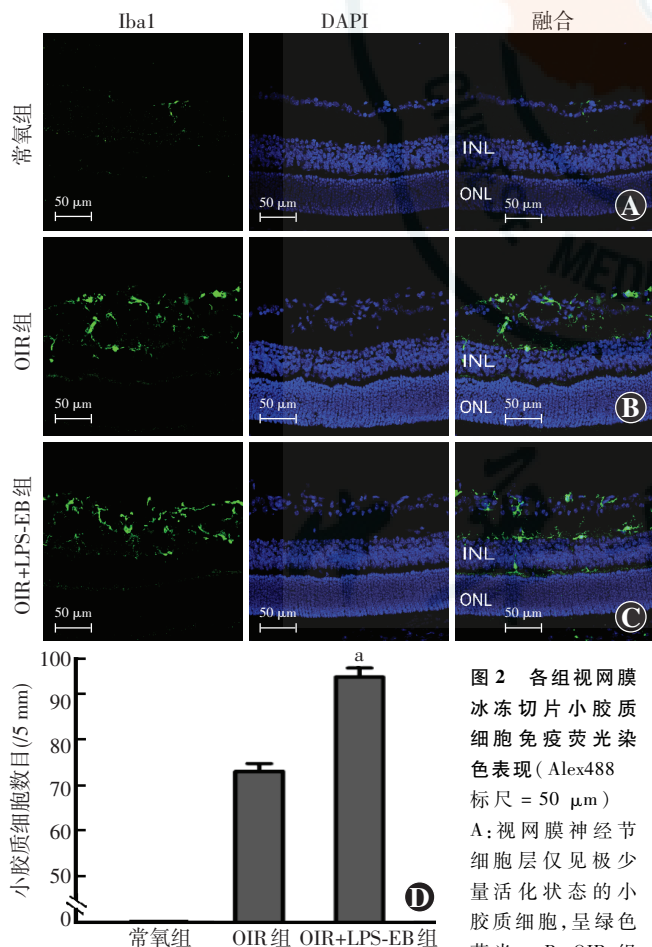 Iba1 DAPI 融合
常氧组
INL
ONL
50 μm 50 μm 50 μm
A
OIR组
INL
ONL
50 μm 50 μm 50 μm
B
OIR+LPS-EB组
INL
ONL
50 μm 50 μm 50 μm
C
小胶质细胞数目(/5 mm)
100
90
80
70
60
50
0
a
D
常氧组 OIR组 OIR+LPS-EB组
图 2 各组视网膜
冰冻切片小胶质
细胞免疫荧光染
色表现(Alex488
标尺 = 50 μm)
A:视网膜神经节
细胞层仅见极少
量活化状态的小
胶质细胞,呈绿色